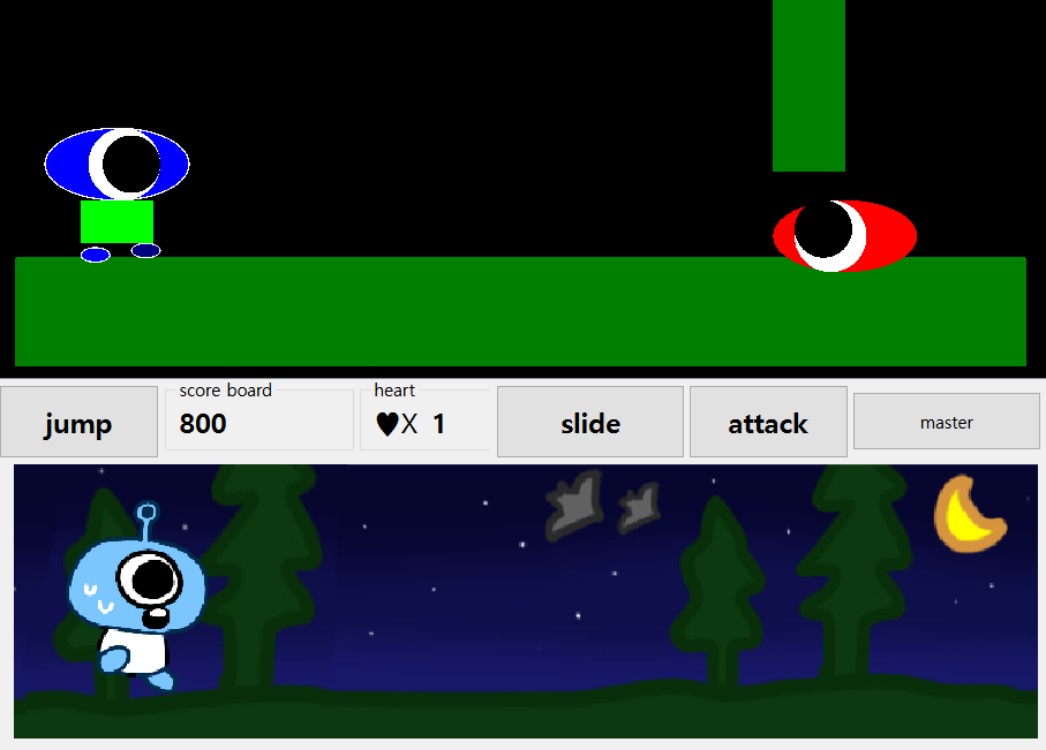 jump
score board
800
heart
♥X 1
slide
attack
master